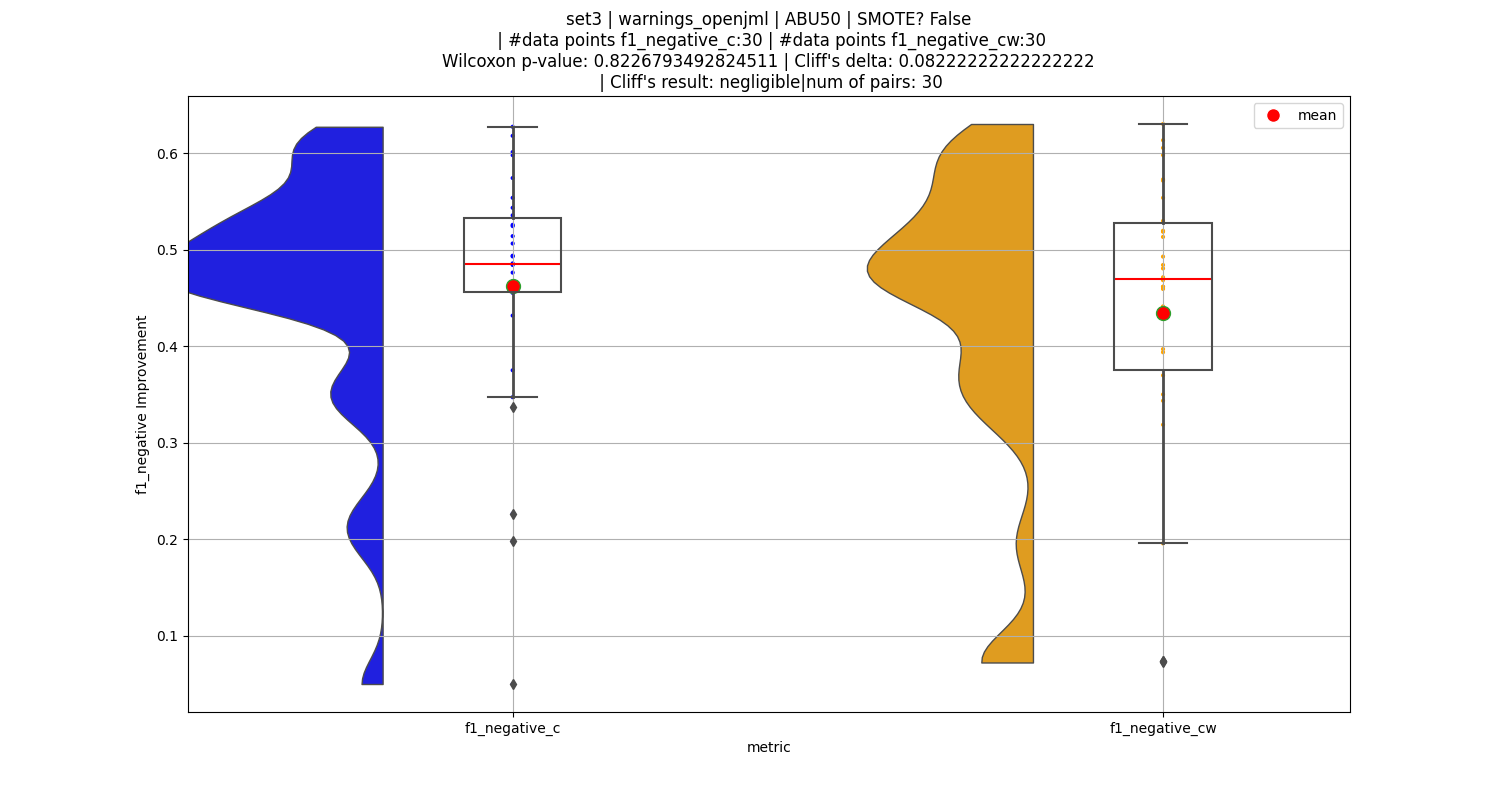 set3 | warnings_openjml | ABU50 | SMOTE? False
| #data points f1_negative_c:30 | #data points f1_negative_cw:30
Wilcoxon p-value: 0.8226793492824511 | Cliff's delta: 0.08222222222222222
| Cliff's result: negligible|num of pairs: 30
mean
0.6
0.5
0.4
0.3
0.2
0.1
f1_negative Improvement
f1_negative_c
f1_negative_cw
metric